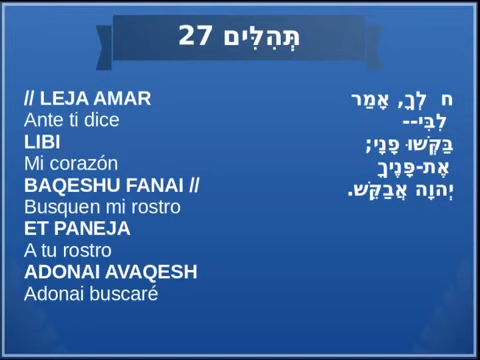 תְּהִלִּים 27
// LEJA AMAR
Ante ti dice
LIBI
Mi corazón
BAQESHU FANAI //
Busquen mi rostro
ET PANEJA
A tu rostro
ADONAI AVAQESH
Adonai buscaré
ח לְךָ, אָמַר
לִבִּי--
בַּקְּשׁוּ פָנָי;
אֶת-פָּנֶיךָ
יְהוָה אֲבַקֵּשׁ.